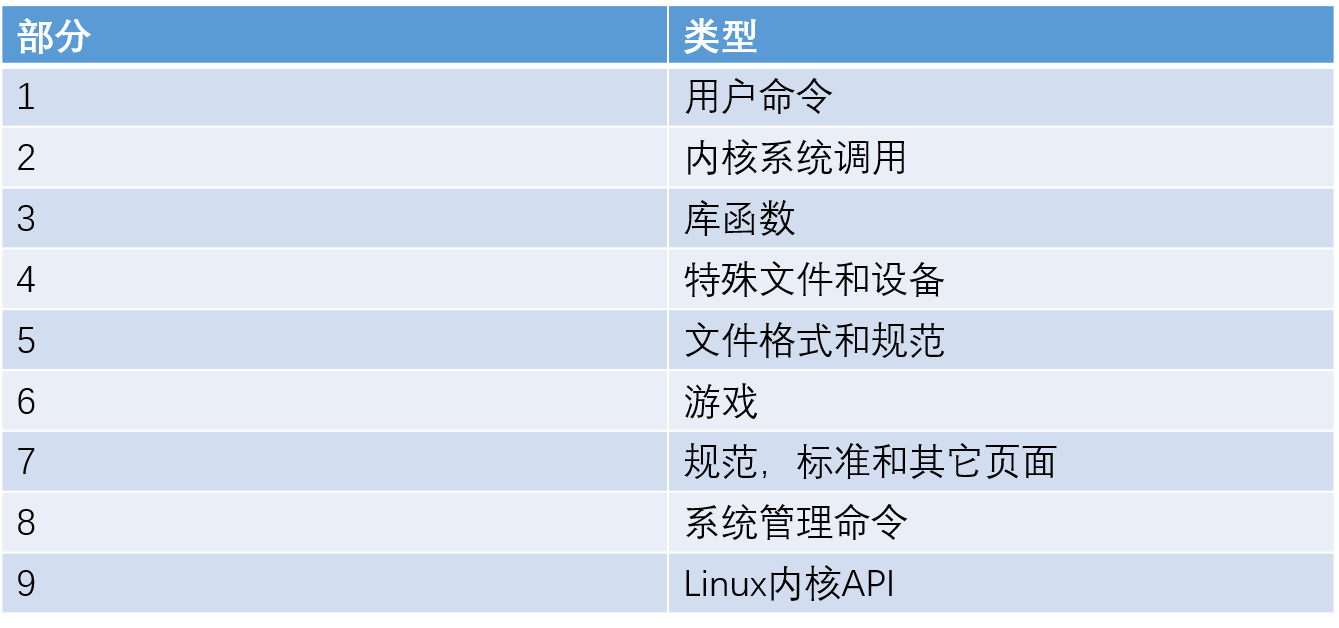 部分 类型
1 用户命令
2 内核系统调用
3 库函数
4 特殊文件和设备
5 文件格式和规范
6 游戏
7 规范，标准和其它页面
8 系统管理命令
9 Linux内核API